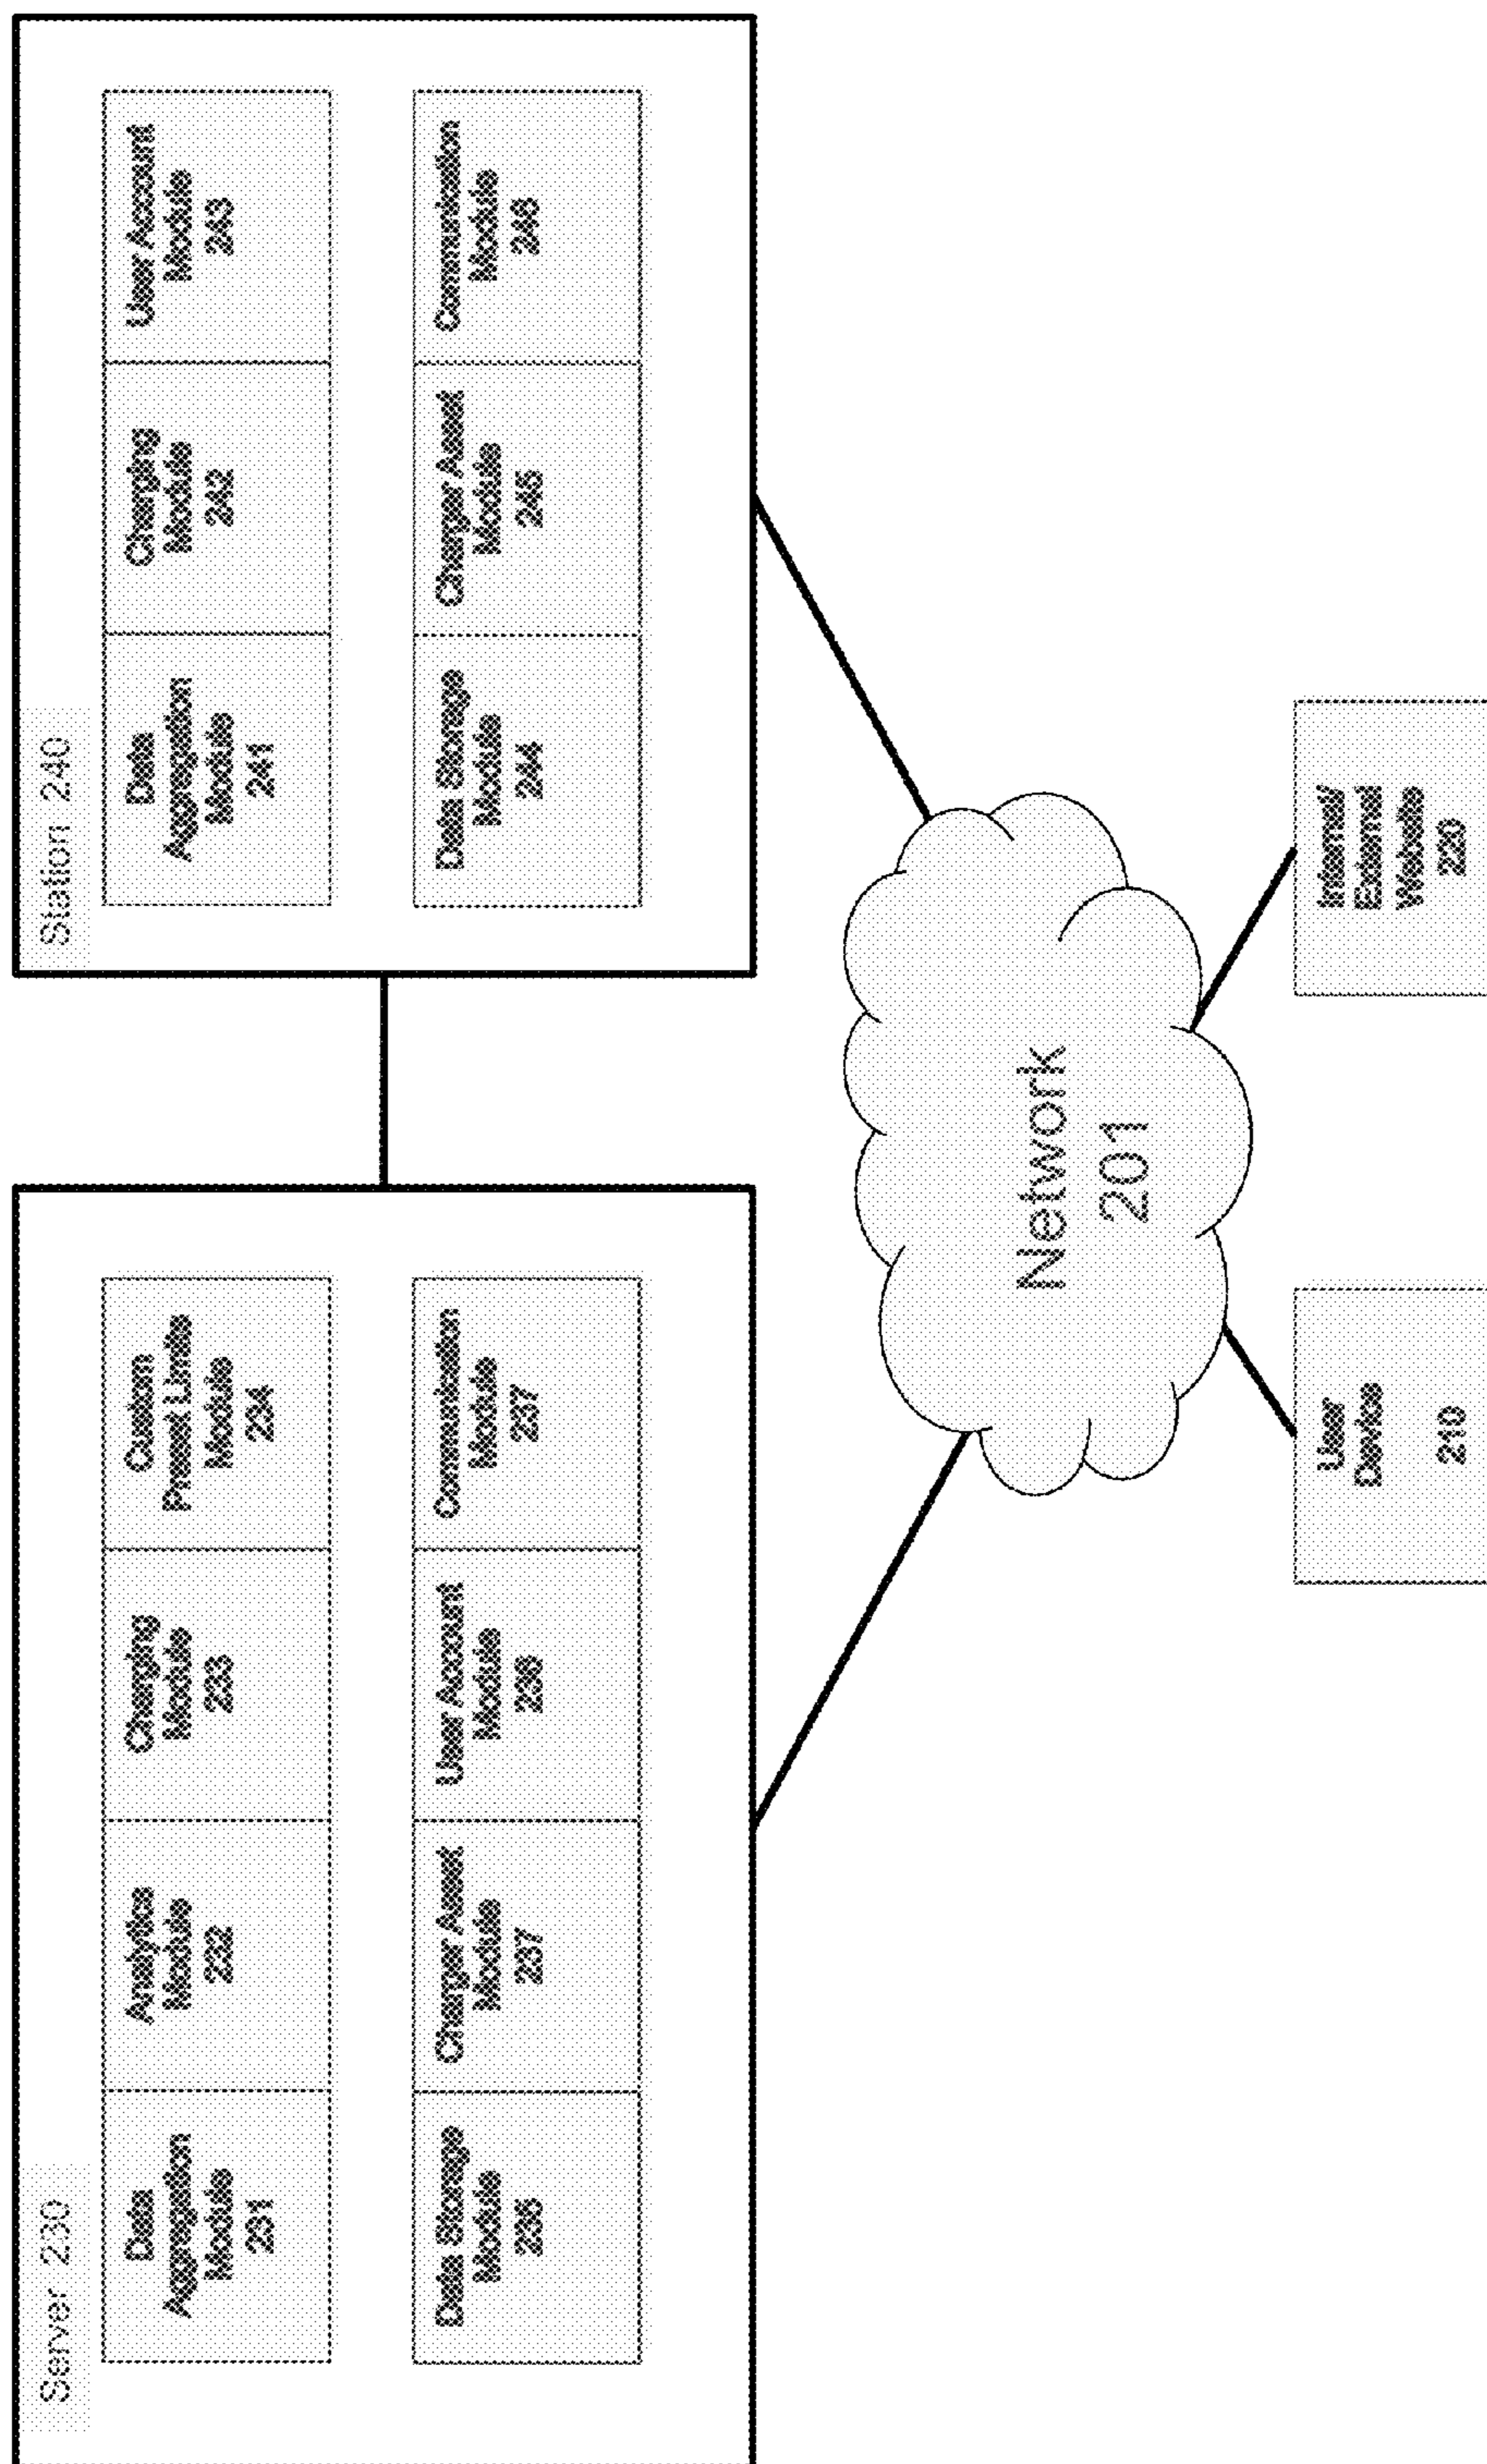 Server 230
Data
Aggregation
Module
231
Analytics
Module
232
Charging
Module
233
Custom
Preset Limits
Module
234
Data Storage
Module
235
Charger Asset
Module
237
User Account
Module
236
Communication
Module
237
Station 240
Data
Aggregation
Module
241
Charging
Module
242
User Account
Module
243
Data Storage
Module
244
Charger Asset
Module
245
Communication
Module
246
Network
201
User
Device
210
Internal/
External
Website
220